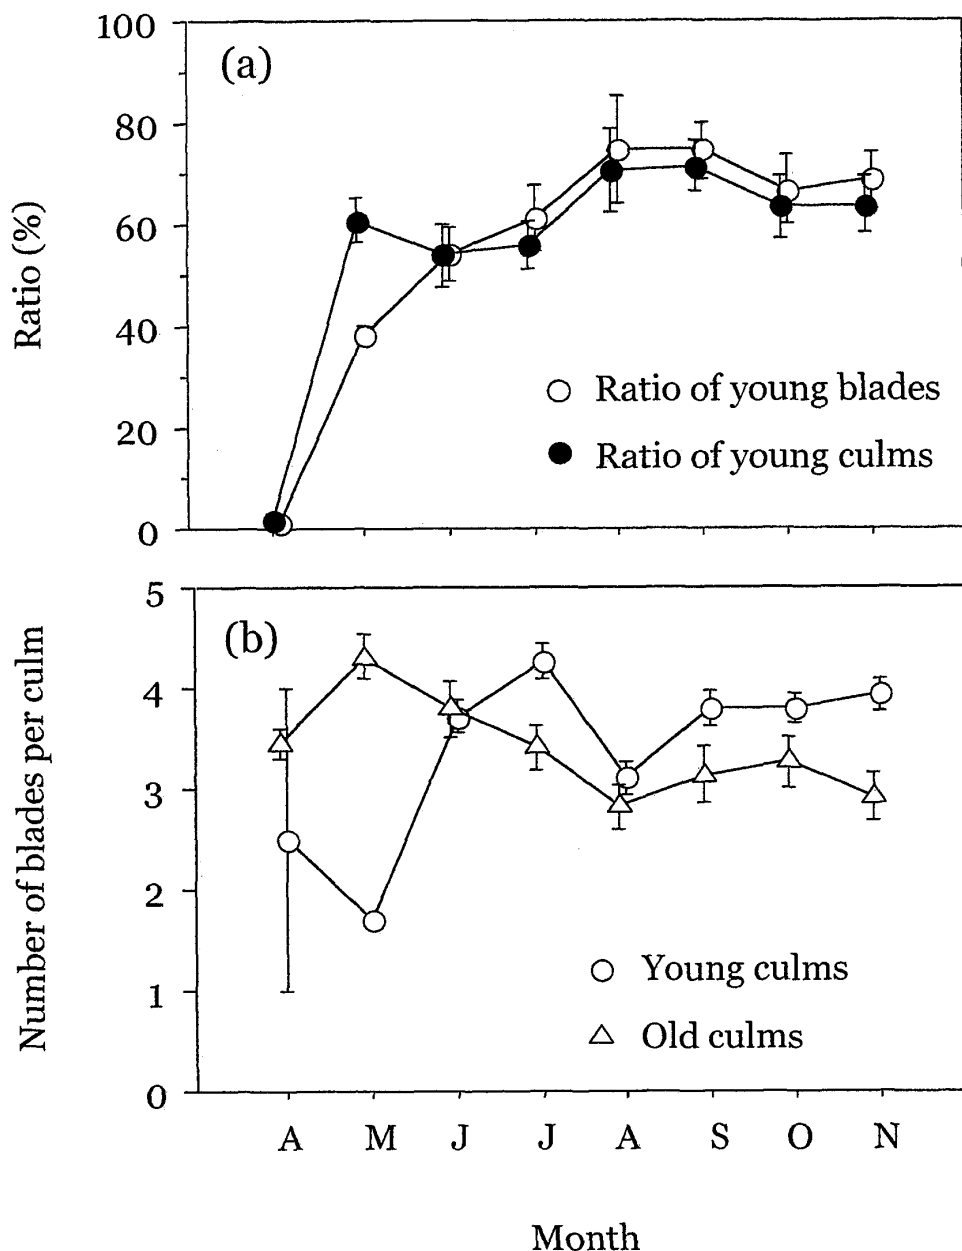 100
80
60
40
20
0
Ratio (%)
(a)
Ratio of young blades
Ratio of young culms
5
4
3
2
1
0
Number of blades per culm
(b)
Young culms
Old culms
A M J J A S O N
Month